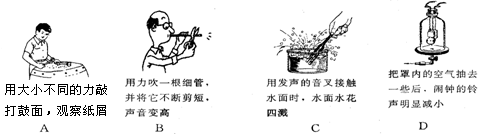 用大小不同的力敲
打鼓面，观察纸屑
A
用力吹一根细管，
并将它不断剪短，
声音变高
B
用发声的音叉接触
水面时，水面水花
四溅
C
把罩内的空气抽去
一些后，闹钟的铃
声明显减小
D